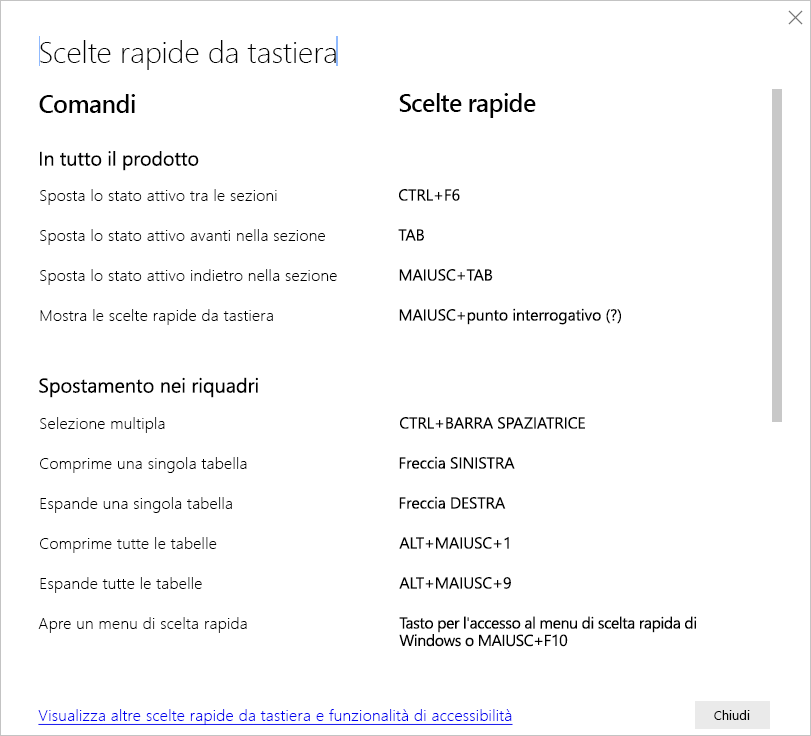 Scelte rapide da tastiera
Comandi Scelte rapide
In tutto il prodotto
Sposta lo stato attivo tra le sezioni CTRL+F6
Sposta lo stato attivo avanti nella sezione TAB
Sposta lo stato attivo indietro nella sezione MAIUSC+TAB
Mostra le scelte rapide da tastiera MAIUSC+punto interrogativo (?)
Spostamento nei riquadri
Selezione multipla CTRL+BARRA SPAZIATRICE
Comprime una singola tabella Freccia SINISTRA
Espande una singola tabella Freccia DESTRA
Comprime tutte le tabelle ALT+MAIUSC+1
Espande tutte le tabelle ALT+MAIUSC+9
Apre un menu di scelta rapida Tasto per l'accesso al menu di scelta rapida di
Windows o MAIUSC+F10
Visualizza altre scelte rapide da tastiera e funzionalità di accessibilità Chiudi